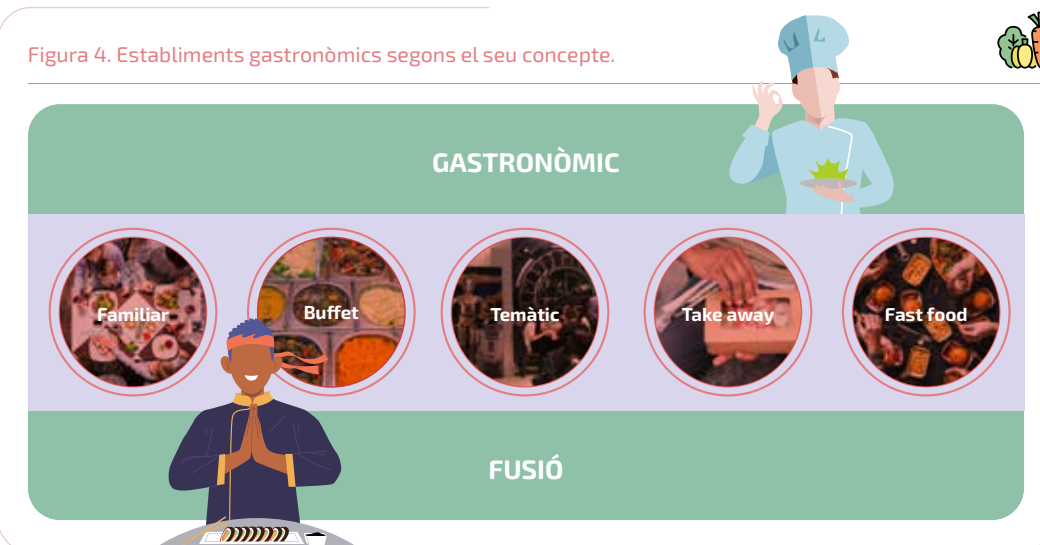 Figura 4. Establiments gastronòmics segons el seu concepte.
GASTRONÒMIC
Familiar
Buffet
Temàtic
Take away
Fast food
FUSIÓ